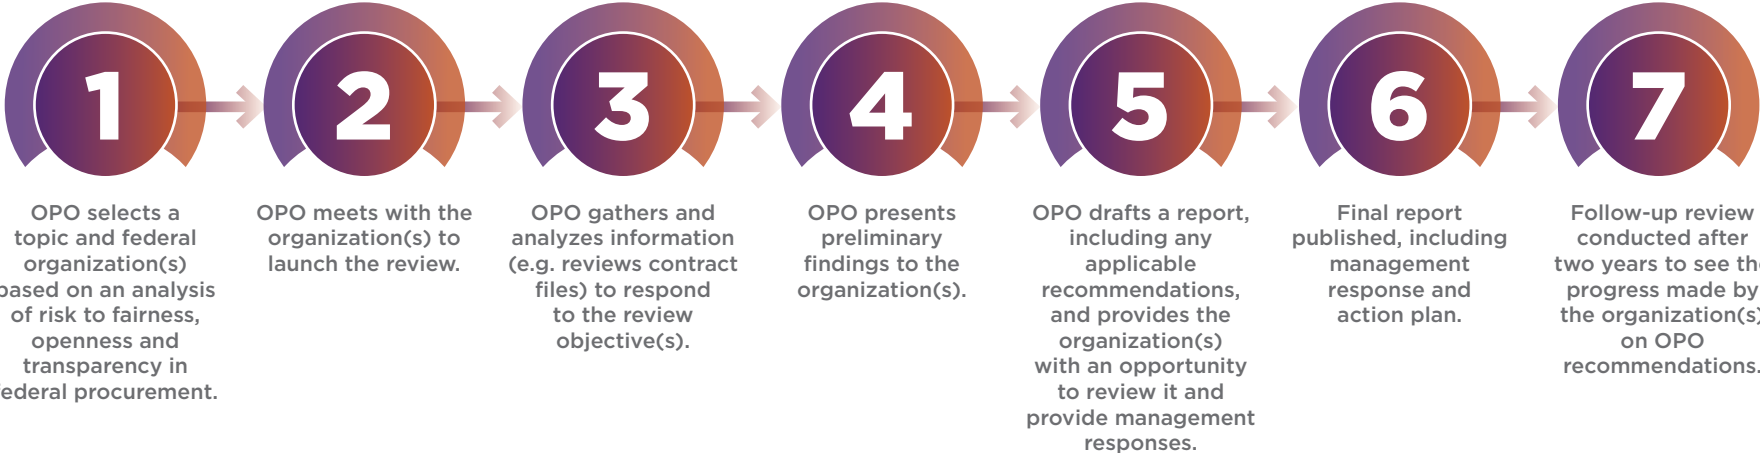 1
OPO selects a
topic and federal
organization(s)
based on an analysis
of risk to fairness,
openness and
transparency in
federal procurement.
2
OPO meets with the
organization(s) to
launch the review.
3
OPO gathers and
analyzes information
(e.g. reviews contract
files) to respond
to the review
objective(s).
4
OPO presents
preliminary
findings to the
organization(s).
5
OPO drafts a report,
including any
applicable
recommendations,
and provides the
organization(s)
with an opportunity
to review it and
provide management
responses.
6
Final report
published, including
management
response and
action plan.
7
Follow-up review
conducted after
two years to see the
progress made by
the organization(s)
on OPO
recommendations.